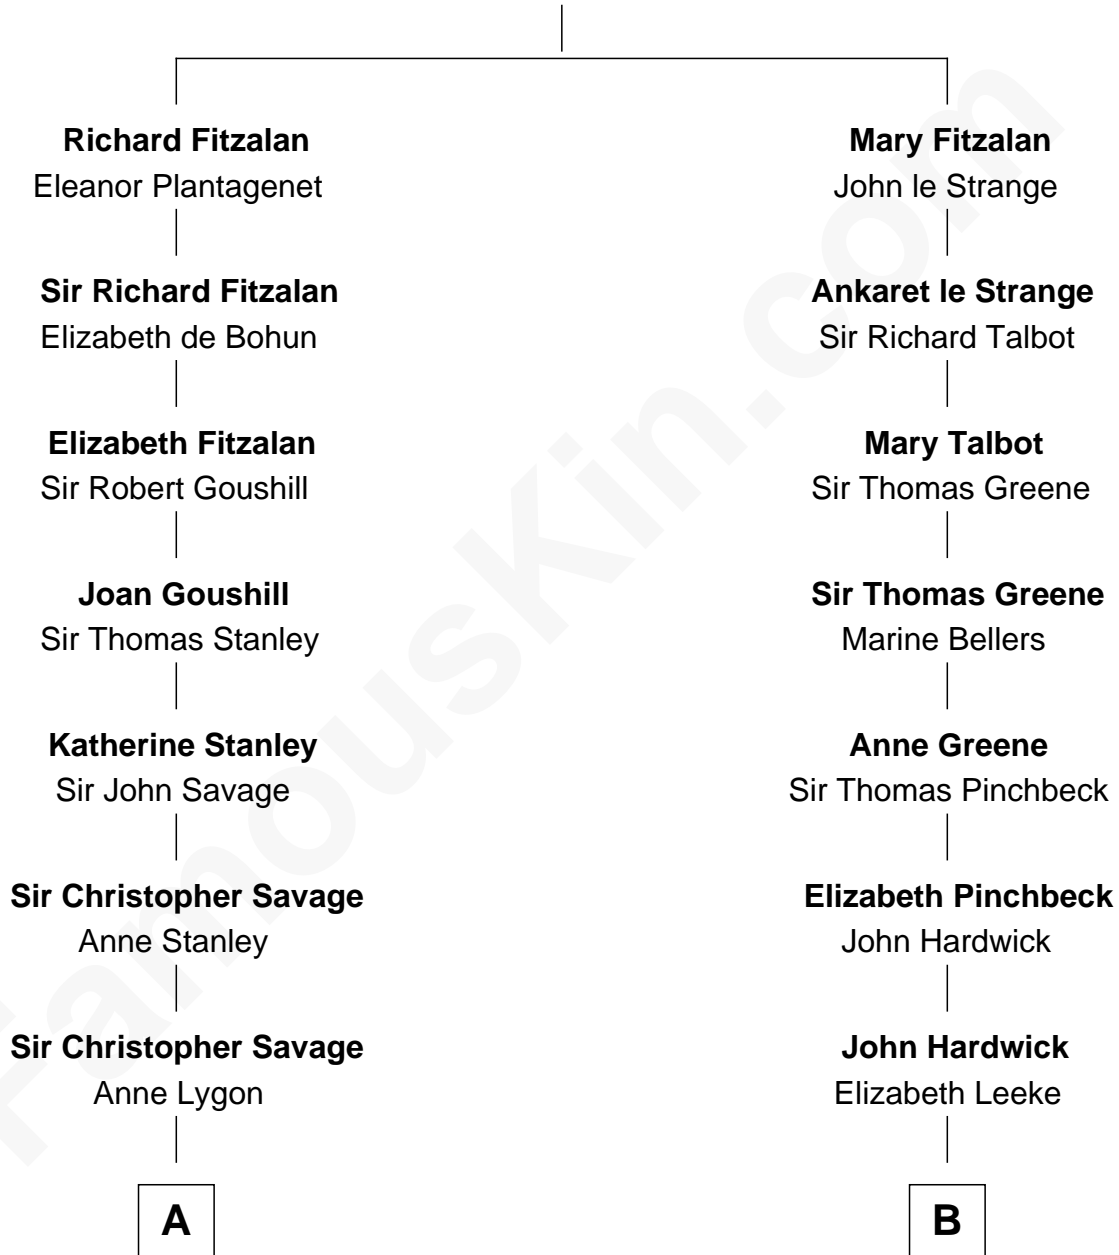 Richard Fitzalan
Eleanor Plantagenet
Mary Fitzalan
John le Strange
Sir Richard Fitzalan
Elizabeth de Bohun
Ankaret le Strange
Sir Richard Talbot
Elizabeth Fitzalan
Sir Robert Goushill
Mary Talbot
Sir Thomas Greene
Joan Goushill
Sir Thomas Stanley
Sir Thomas Greene
Marine Bellers
Katherine Stanley
Sir John Savage
Anne Greene
Sir Thomas Pinchbeck
Sir Christopher Savage
Anne Stanley
Elizabeth Pinchbeck
John Hardwick
Sir Christopher Savage
Anne Lygon
John Hardwick
Elizabeth Leeke
A
B
FamousKin.com